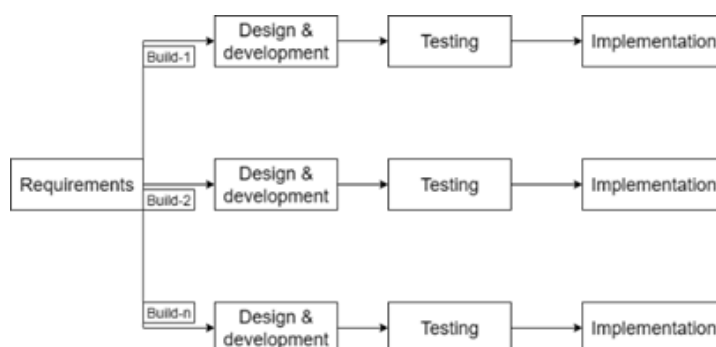 Design &
development
Testing
Implementation
Build-1
Requirements
Design &
development
Testing
Implementation
Build-2
Build-n
Design &
development
Testing
Implementation